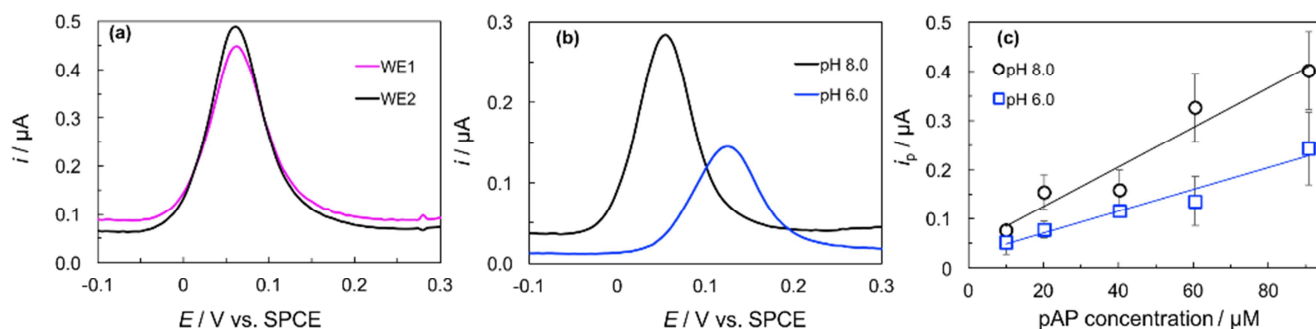 (a)
WE1
WE2
i / µA
0.5
0.4
0.3
0.2
0.1
0.0
-0.1
0
0.1
0.2
0.3
E / V vs. SPCE
(b)
pH 8.0
pH 6.0
i / µA
0.3
0.2
0.1
0.0
-0.1
0
0.1
0.2
0.3
E / V vs. SPCE
(c)
pH 8.0
pH 6.0
ip / µA
0.5
0.4
0.3
0.2
0.1
0
0
20
40
60
80
pAP concentration / µM